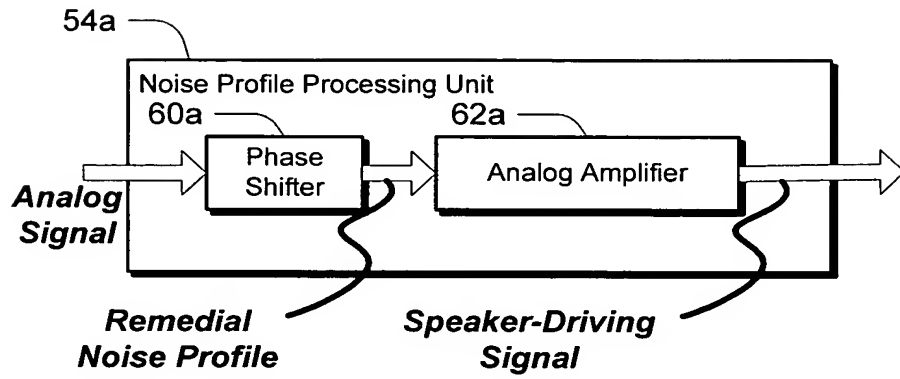 54a
Noise Profile Processing Unit
60a
62a
Phase
Shifter
Analog Amplifier
Analog
Signal
Remedial
Noise Profile
Speaker-Driving
Signal